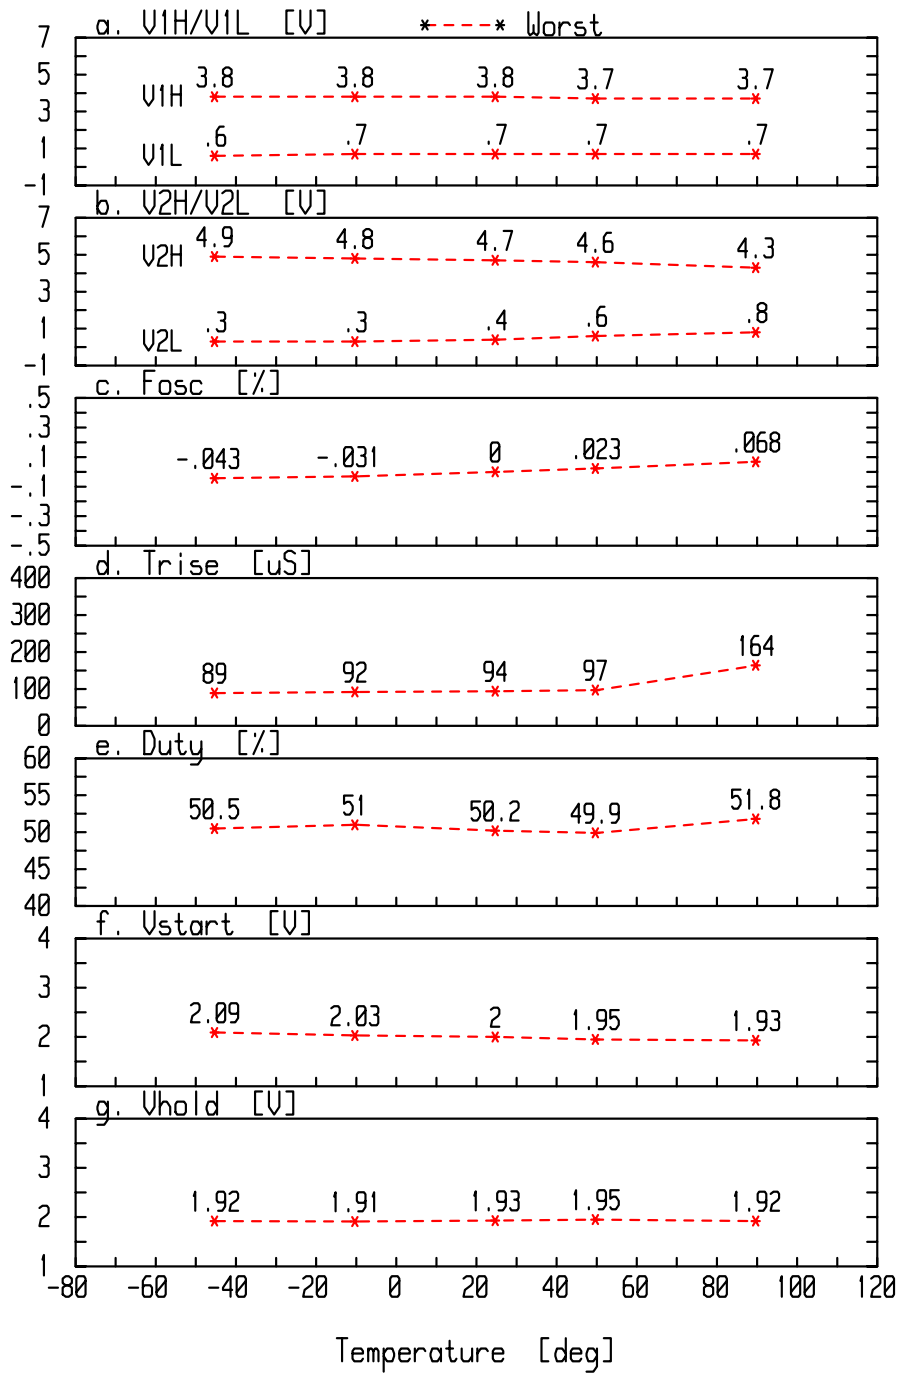 a. V1H/V1L [V] *-----* Worst
7
5
3
1
-1
V1H 3.8 3.8 3.8 3.7 3.7
V1L .6 .7 .7 .7 .7
b. V2H/V2L [V]
7
5
3
1
-1
V2H 4.9 4.8 4.7 4.6 4.3
V2L .3 .3 .4 .6 .8
c. Fosc [%]
.5
.3
.1
-.1
-.3
-.5
-.043 -.031 0 .023 .068
d. Trise [uS]
400
300
200
100
0
89 92 94 97 164
e. Duty [%]
60
55
50
45
40
50.5 51 50.2 49.9 51.8
f. Vstart [V]
4
3
2
1
2.09 2.03 2 1.95 1.93
g. Vhold [V]
4
3
2
1
1.92 1.91 1.93 1.95 1.92
-80 -60 -40 -20 0 20 40 60 80 100 120
Temperature [deg]